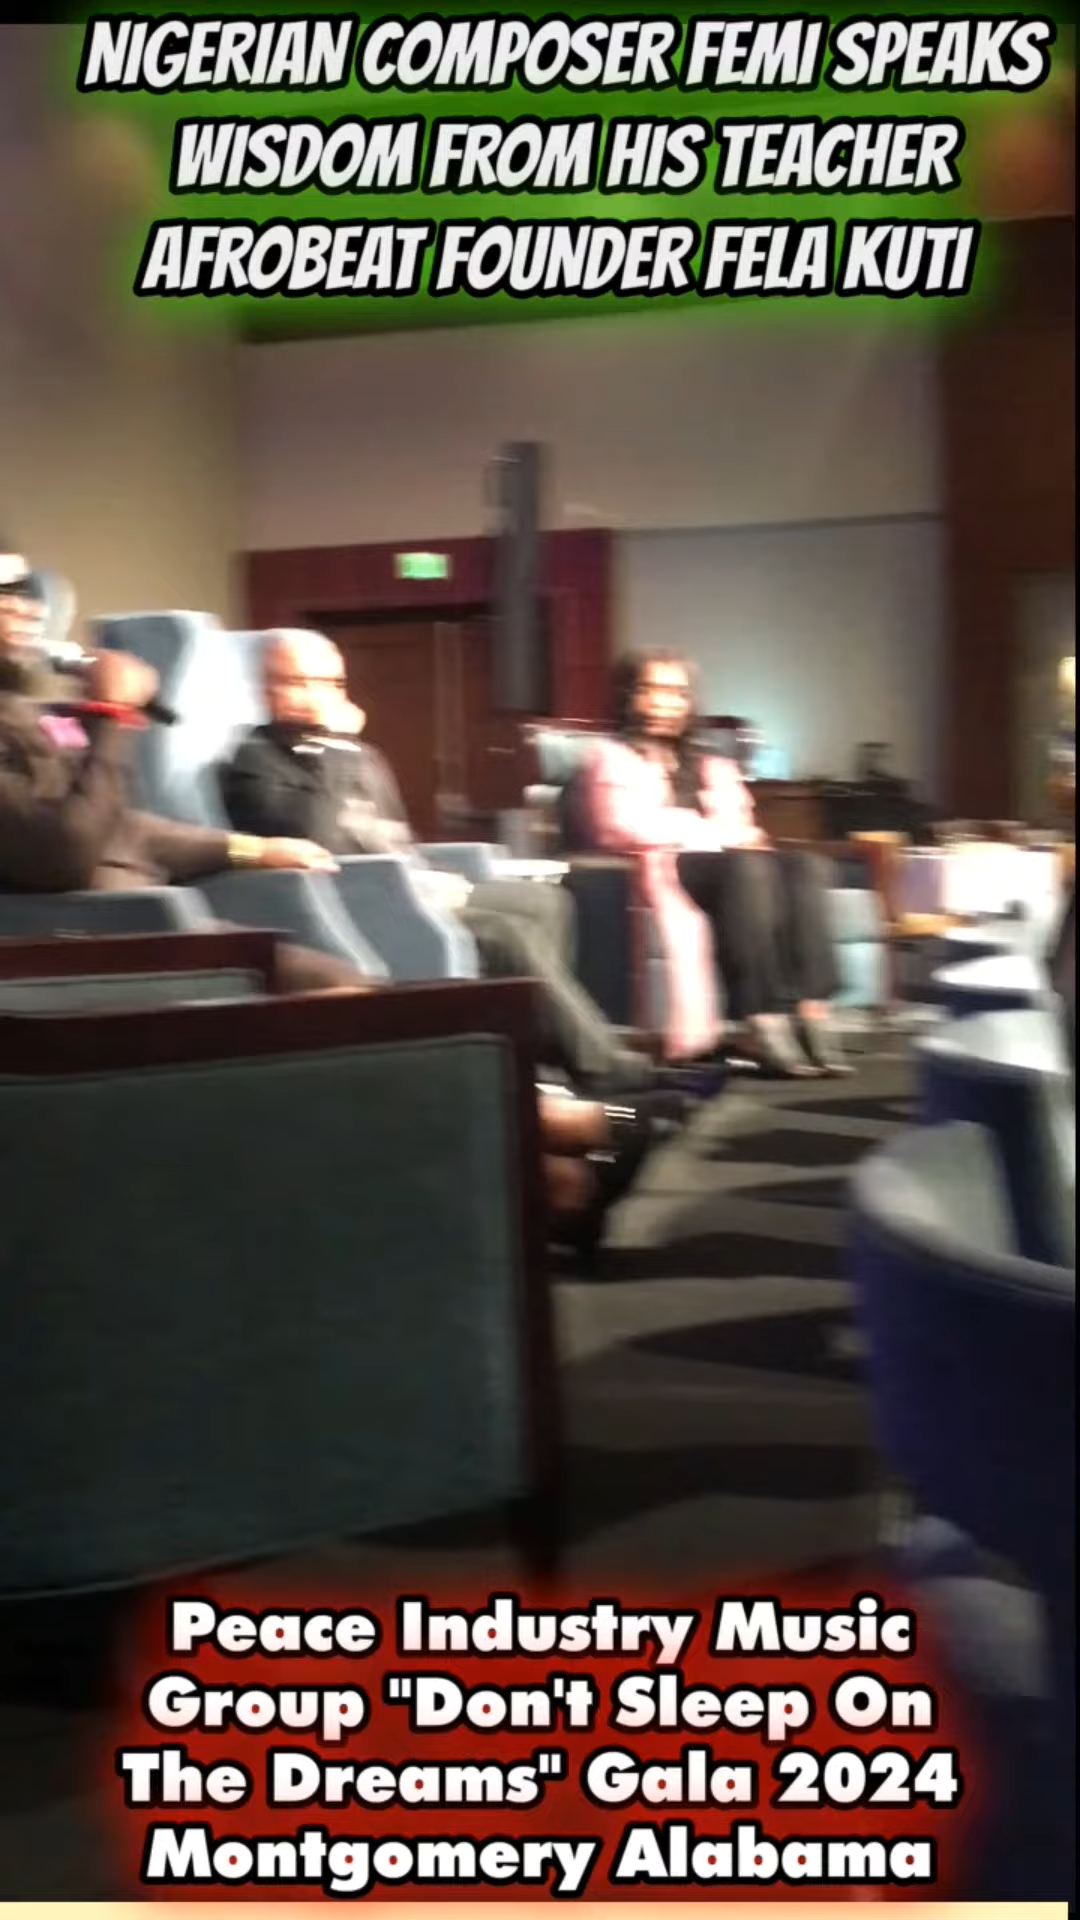 NIGERIAN COMPOSER FEMI SPEAKS
WISDOM FROM HIS TEACHER
AFROBEAT FOUNDER FELA KUTI
Peace Industry Music
Group "Don't Sleep On
The Dreams" Gala 2024
Montgomery Alabama